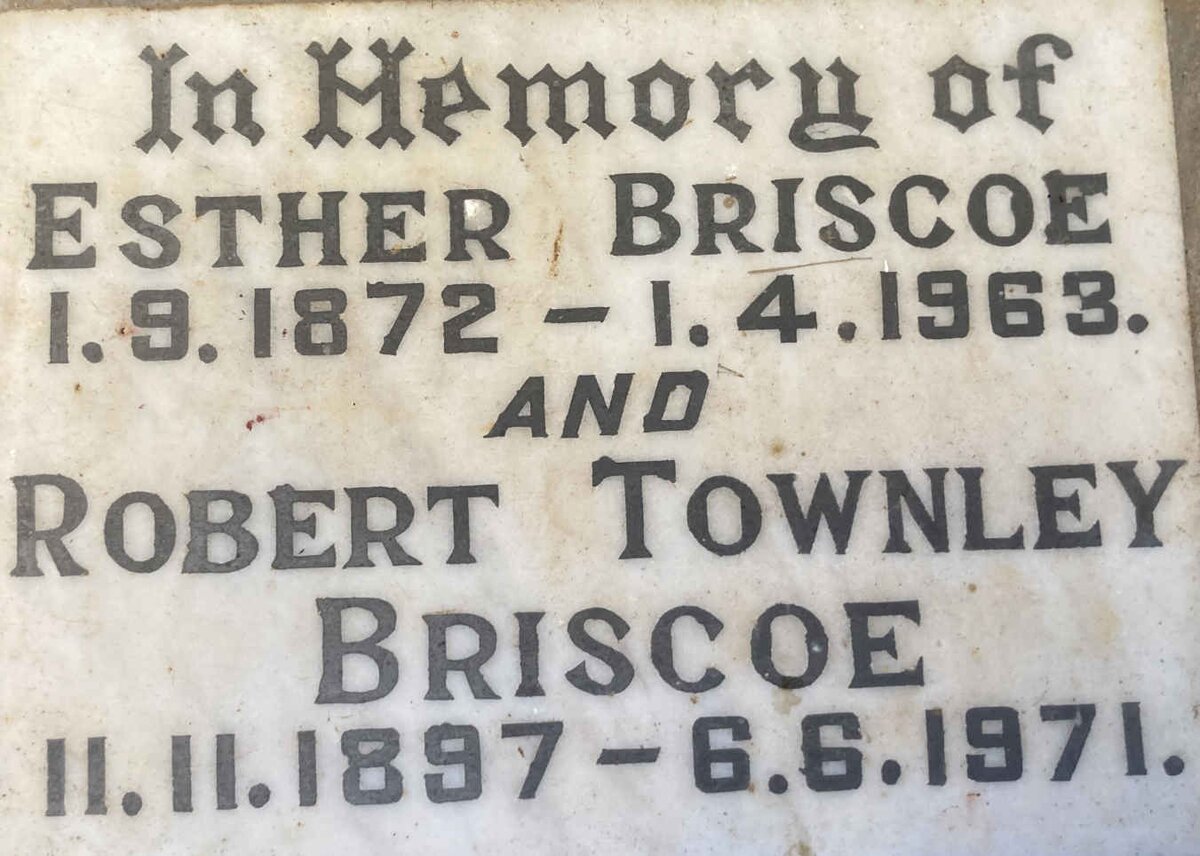 In Memory of
ESTHER BRISCOE
1.9.1872 – 1.4.1963.
AND
ROBERT TOWNLEY
BRISCOE
11.11.1897 – 6.6.1971.